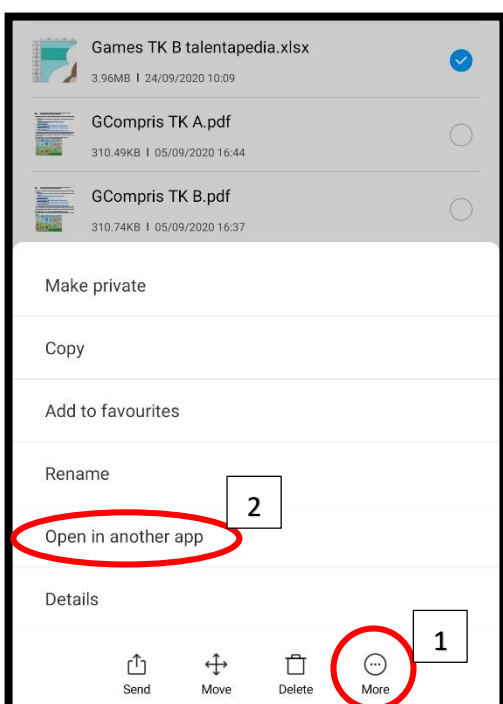 Games TK B talentapedia.xlsx
3.96MB I 24/09/2020 10:09
GCompris TK A.pdf
310.49KB I 05/09/2020 16:44
GCompris TK B.pdf
310.74KB I 05/09/2020 16:37
Make private
Copy
Add to favourites
Rename
2
Open in another app
Details
1
Send Move Delete More